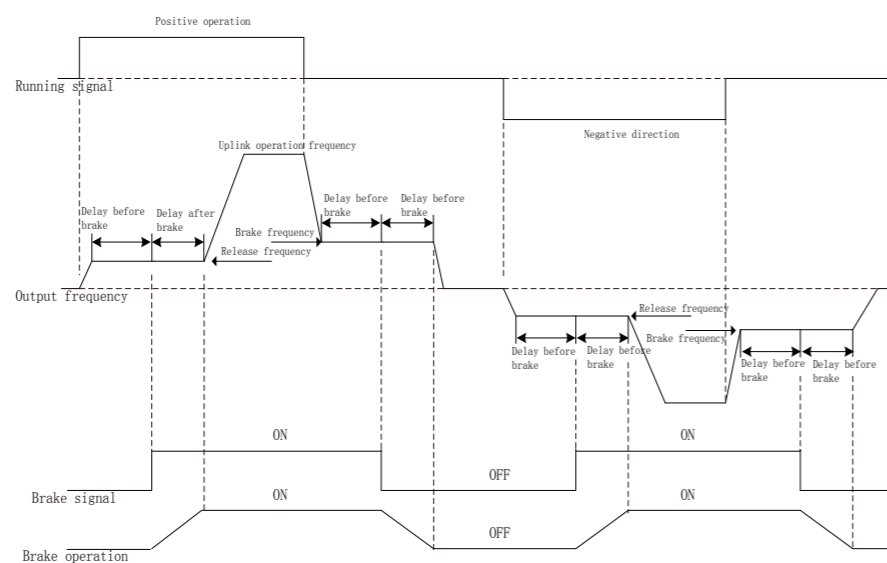 Positive operation
Running signal
Negative direction
Uplink operation frequency
Delay before
brake
Delay before
brake
Delay before
brake
Delay after
brake
Brake frequency
Release frequency
Output frequency
Release frequency
Brake frequency
Delay before
brake
Delay before
brake
Delay before
brake
Delay before
brake
ON
ON
OFF
Brake signal
ON
ON
OFF
Brake operation